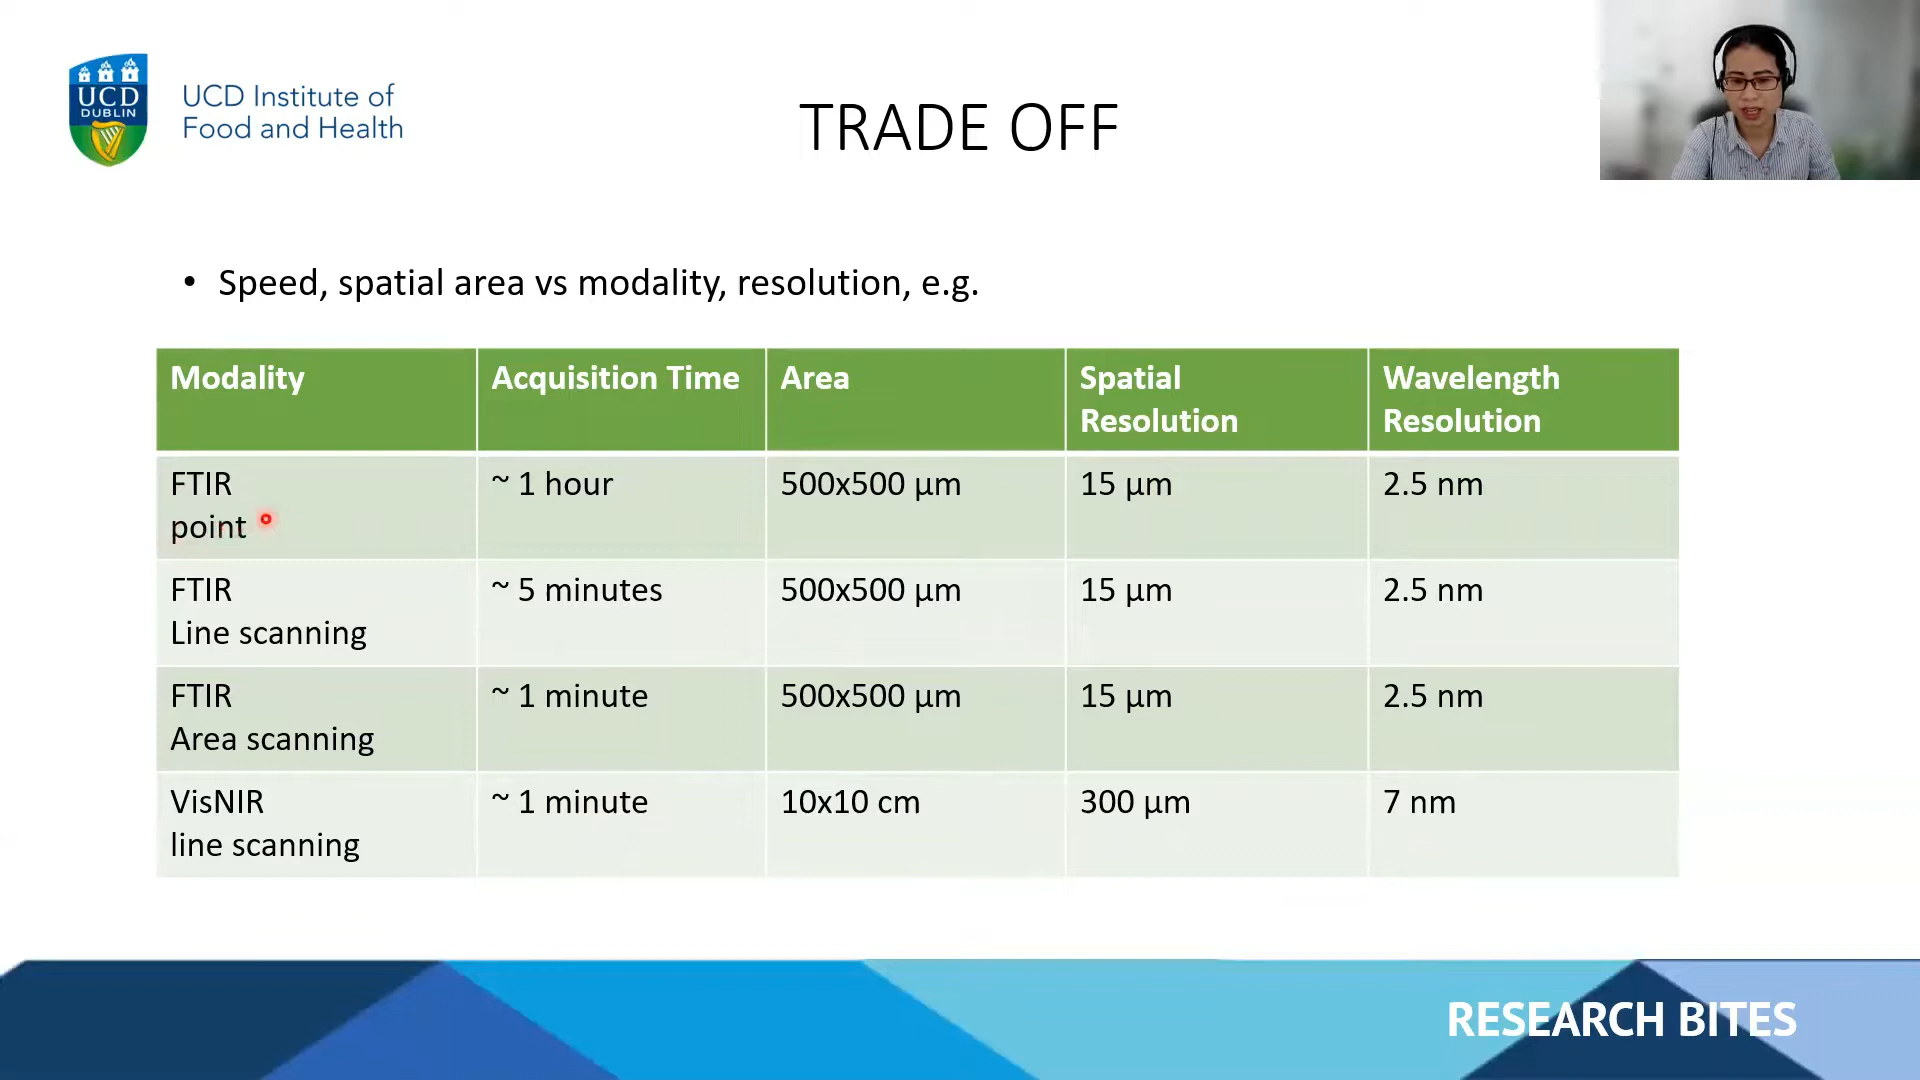 UCD
DUBLIN
UCD Institute of
Food and Health
TRADE OFF
• Speed, spatial area vs modality, resolution, e.g.
Modality Acquisition Time Area Spatial Resolution Wavelength Resolution
FTIR point ~ 1 hour 500x500 µm 15 µm 2.5 nm
FTIR Line scanning ~ 5 minutes 500x500 µm 15 µm 2.5 nm
FTIR Area scanning ~ 1 minute 500x500 µm 15 µm 2.5 nm
VisNIR line scanning ~ 1 minute 10x10 cm 300 µm 7 nm
RESEARCH BITES